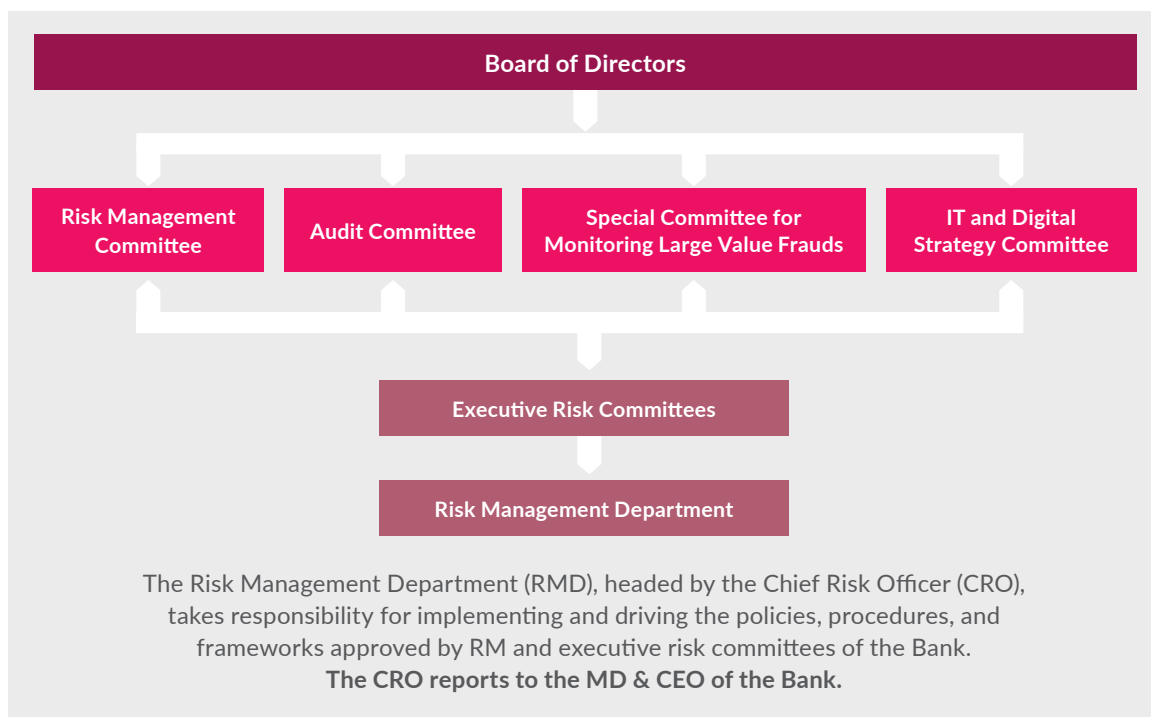 Board of Directors
Risk Management
Committee
Audit Committee
Special Committee for
Monitoring Large Value Frauds
IT and Digital
Strategy Committee
Executive Risk Committees
Risk Management Department
The Risk Management Department (RMD), headed by the Chief Risk Officer (CRO),
takes responsibility for implementing and driving the policies, procedures, and
frameworks approved by RM and executive risk committees of the Bank.
The CRO reports to the MD & CEO of the Bank.